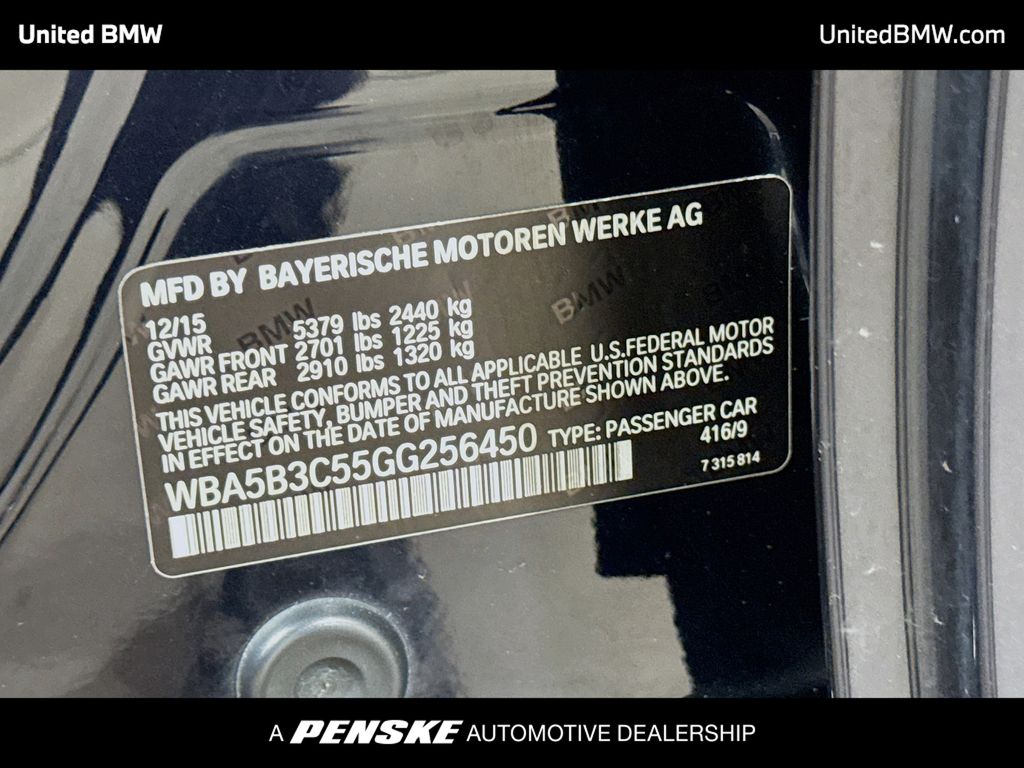 United BMW
UnitedBMW.com
MFD BY BAYERISCHE MOTOREN WERKE AG
12/15
GVWR 5379 lbs 2440 kg
GAWR FRONT 2701 lbs 1225 kg
GAWR REAR 2910 lbs 1320 kg
THIS VEHICLE CONFORMS TO ALL APPLICABLE U.S.FEDERAL MOTOR
VEHICLE SAFETY, BUMPER AND THEFT PREVENTION STANDARDS
IN EFFECT ON THE DATE OF MANUFACTURE SHOWN ABOVE.
WBA5B3C55GG256450 TYPE: PASSENGER CAR
416/9
7 315 814
A PENSKE AUTOMOTIVE DEALERSHIP